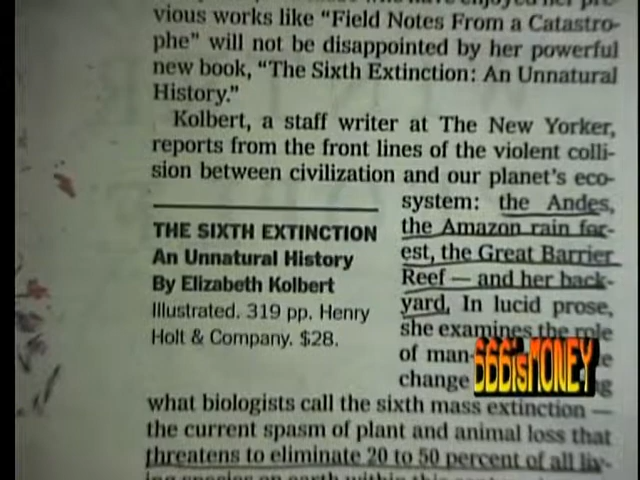 vious works like "Field Notes From a Catastro-
phe" will not be disappointed by her powerful
new book, "The Sixth Extinction: An Unnatural
History."
Kolbert, a staff writer at The New Yorker,
reports from the front lines of the violent colli-
sion between civilization and our planet's eco-
system: the Andes,
the Amazon rain for-
est, the Great Barrier
Reef — and her back-
yard. In lucid prose,
she examines the role
of man-
change
THE SIXTH EXTINCTION
An Unnatural History
By Elizabeth Kolbert
Illustrated. 319 pp. Henry
Holt & Company. $28.
666isMONEY
what biologists call the sixth mass extinction —
the current spasm of plant and animal loss that
threatens to eliminate 20 to 50 percent of all liv-